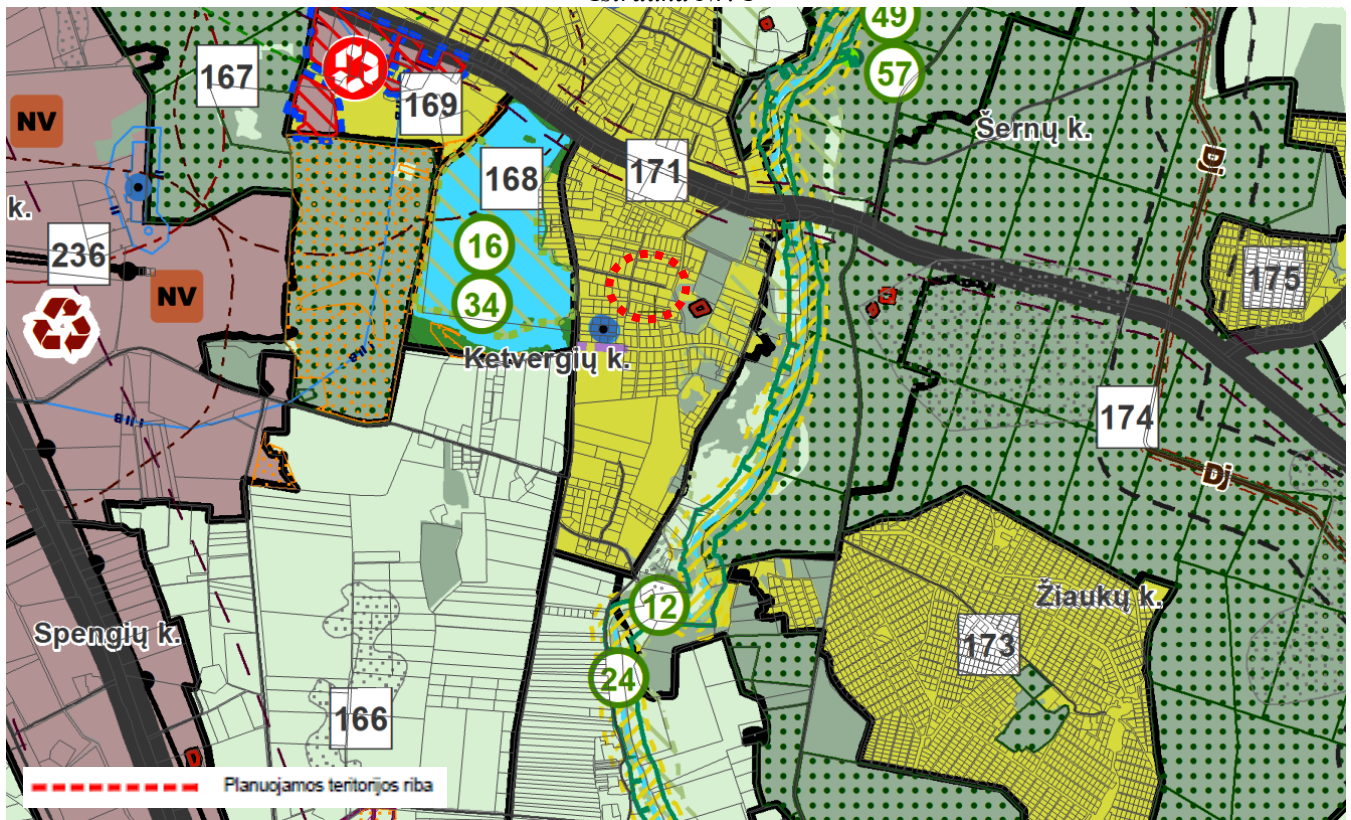 49
57
167
169
NV
Šernų k.
Dj
168
171
k.
16
236
175
NV
34
Ketvergių k.
174
Dj
12
Žiaukų k.
Spengių k.
173
24
166
Planuojamos teritorijos riba